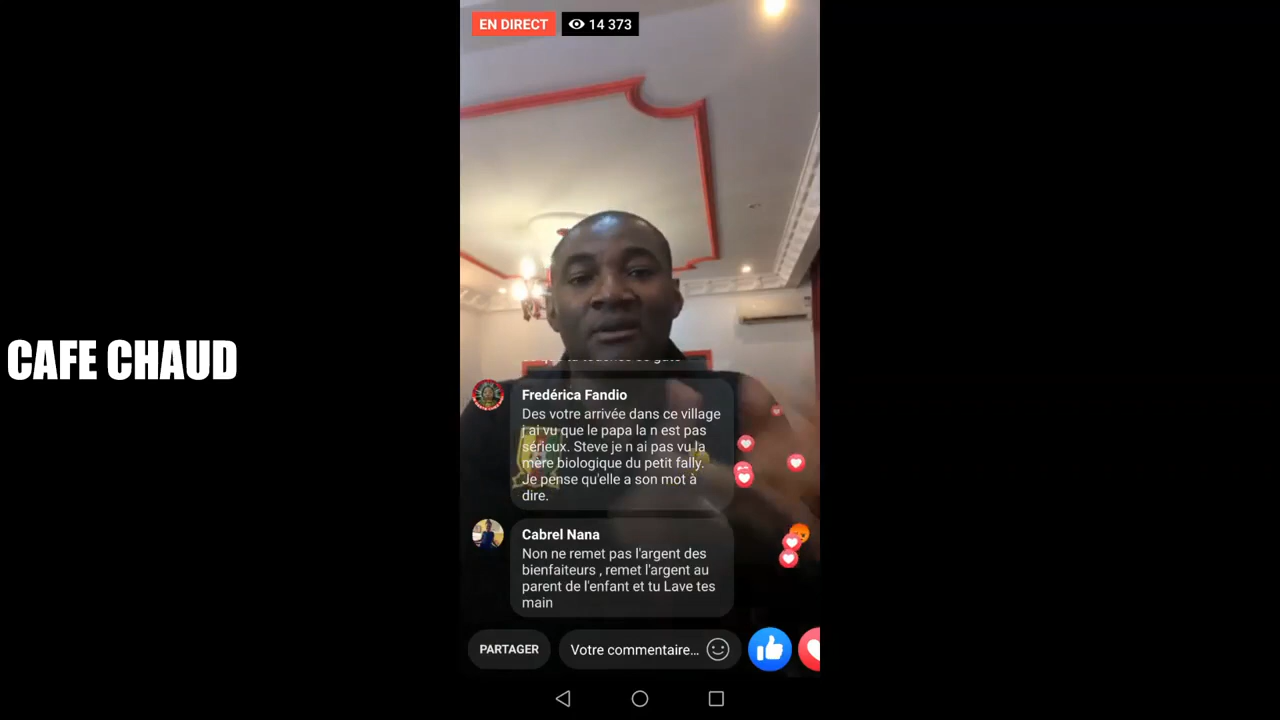 EN DIRECT
14 373
CAFE CHAUD
Fredérica Fandio
Des votre arrivée dans ce village
j ai vu que le papa la n est pas
sérieux. Steve je n ai pas vu la
mère biologique du petit fally.
Je pense qu'elle a son mot à
dire.
Cabrel Nana
Non ne remet pas l'argent des
bienfaiteurs , remet l'argent au
parent de l'enfant et tu Lave tes
main
PARTAGER
Votre commentaire...